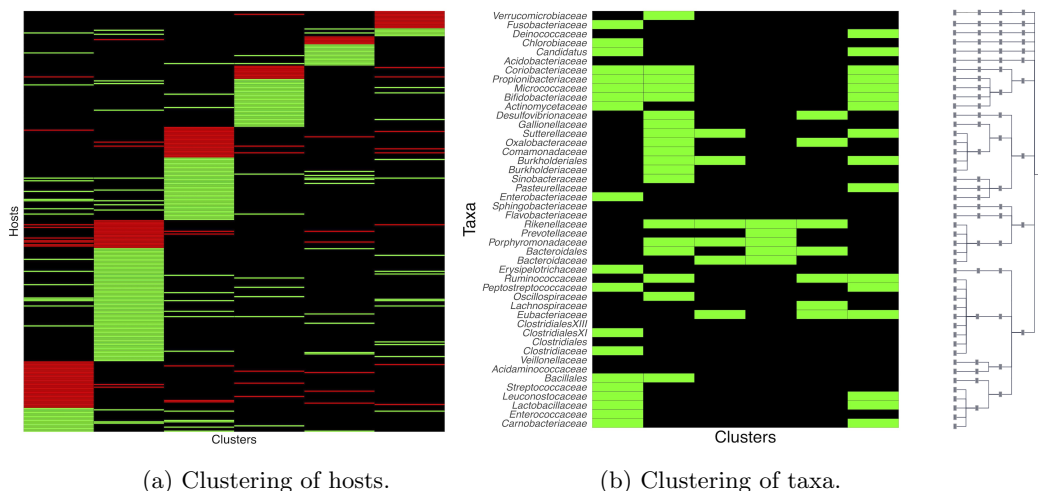 Hosts
Clusters
Taxa
Verrucomicrobiaceae
Fusobacteriaceae
Deinococcaceae
Chlorobiaceae
Candidatus
Acidobacteriaceae
Coriobacteriaceae
Propionibacteriaceae
Micrococcaceae
Bifidobacteriaceae
Actinomycetaceae
Desulfovibrionaceae
Gallionellaceae
Sutterellaceae
Oxalobacteraceae
Comamonadaceae
Burkholderiales
Burkholderiaceae
Sinobacteraceae
Pasteurellaceae
Enterobacteriaceae
Sphingobacteriaceae
Flavobacteriaceae
Rikenellaceae
Prevotellaceae
Porphyromonadaceae
Bacteroidales
Bacteroidaceae
Erysipelotrichaceae
Ruminococcaceae
Peptostreptococcaceae
Oscillospiraceae
Lachnospiraceae
Eubacteriaceae
ClostridialesXIII
ClostridialesXI
Clostridiales
Clostridiaceae
Veillonellaceae
Acidaminococcaceae
Bacillales
Streptococcaceae
Leuconostocaceae
Lactobacillaceae
Enterococcaceae
Carnobacteriaceae
Clusters
(a) Clustering of hosts.
(b) Clustering of taxa.